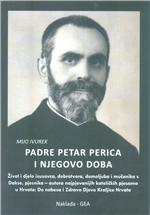 MIJO IVUREK
PADRE PETAR PERICA
I NJEGOVO DOBA
Život i djelo isusovca, dobrotvora, domoljuba i mučenika s
Dakse, pjesnika – autora najpjevanijih katoličkih pjesama
u Hrvata: Do nebesa i Zdravo Djevo Kraljice Hrvata
Naklada - GEA